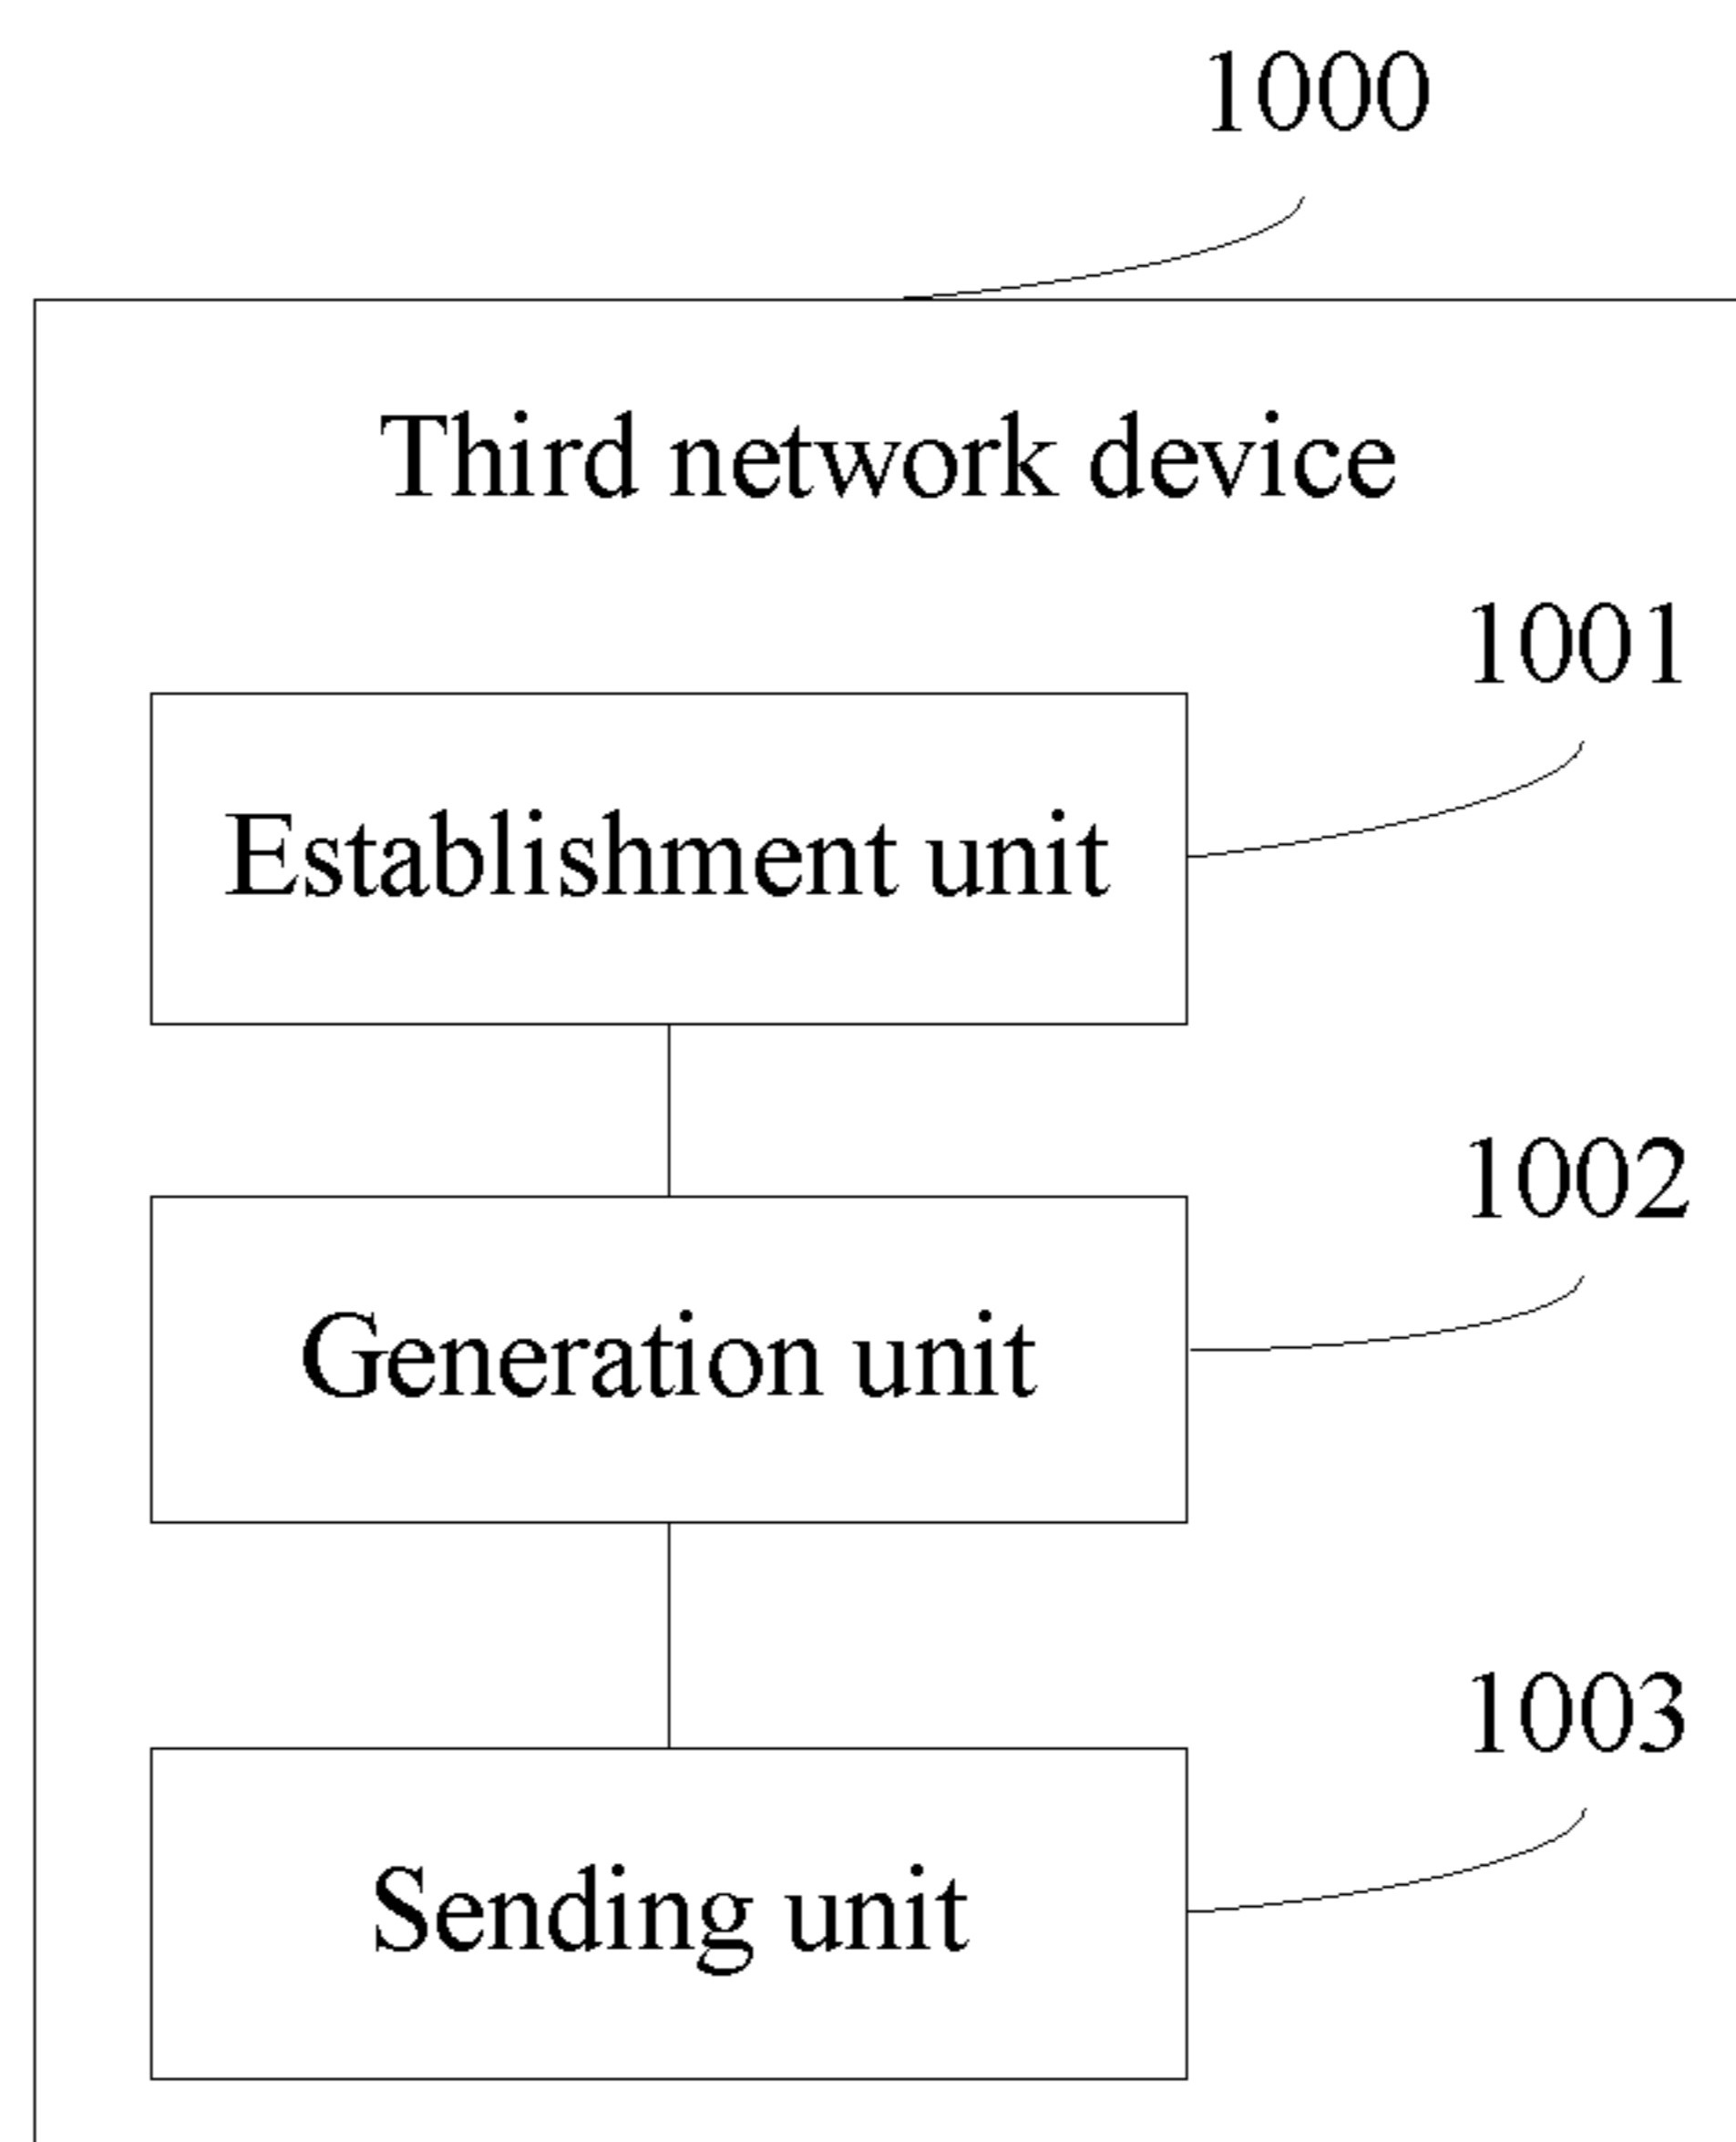 1000
Third network device
1001
Establishment unit
1002
Generation unit
1003
Sending unit